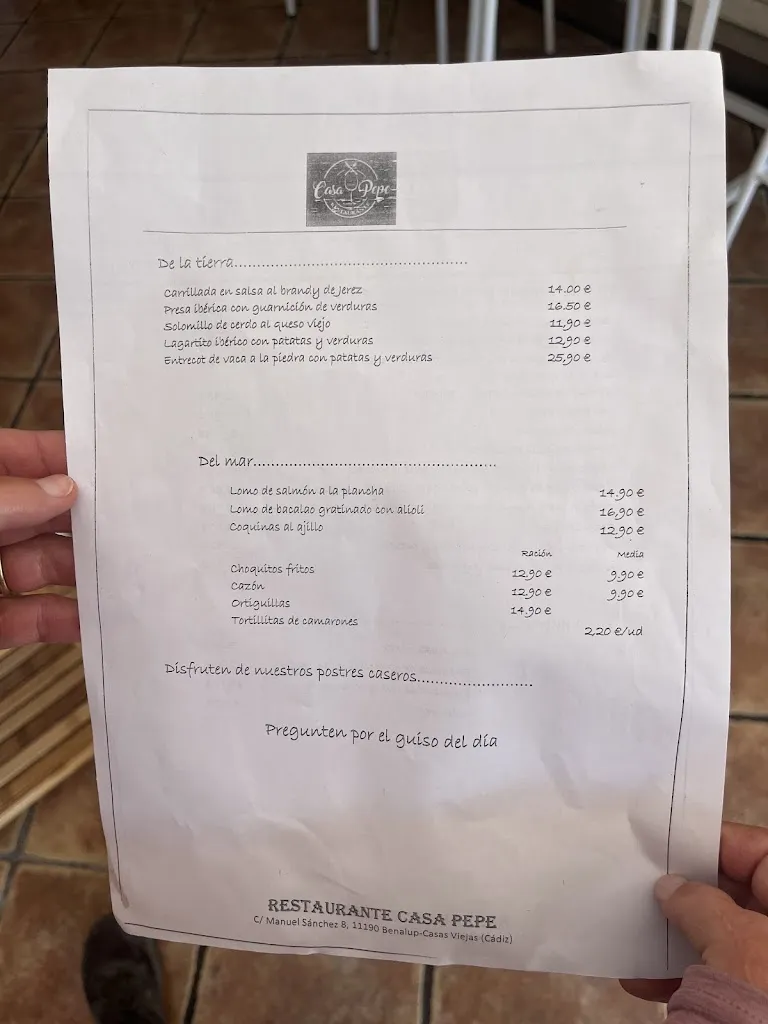 Casa Pepe
RESTAURANTE
De la tierra....................................................
Carrillada en salsa al brandy de Jerez 14.00 €
Presa ibérica con guarnición de verduras 16.50 €
Solomillo de cerdo al queso viejo 11,90 €
Lagartito ibérico con patatas y verduras 12,90 €
Entrecot de vaca a la piedra con patatas y verduras 25,90 €
Del mar.....................................................
Lomo de salmón a la plancha 14.90 €
Lomo de bacalao gratinado con alioli 16,90 €
Coquinas al ajillo 12.90 €
Ración Media
Choquitos fritos 12,90 € 9.90 €
Cazón 12,90 € 9.90 €
Ortiguillas 14,90 €
Tortillitas de camarones 2,20 €/ud
Disfruten de nuestros postres caseros.........................
Pregunten por el guiso del día
RESTAURANTE CASA PEPE
C/ Manuel Sánchez 8, 11190 Benalup-Casas Viejas (Cádiz)